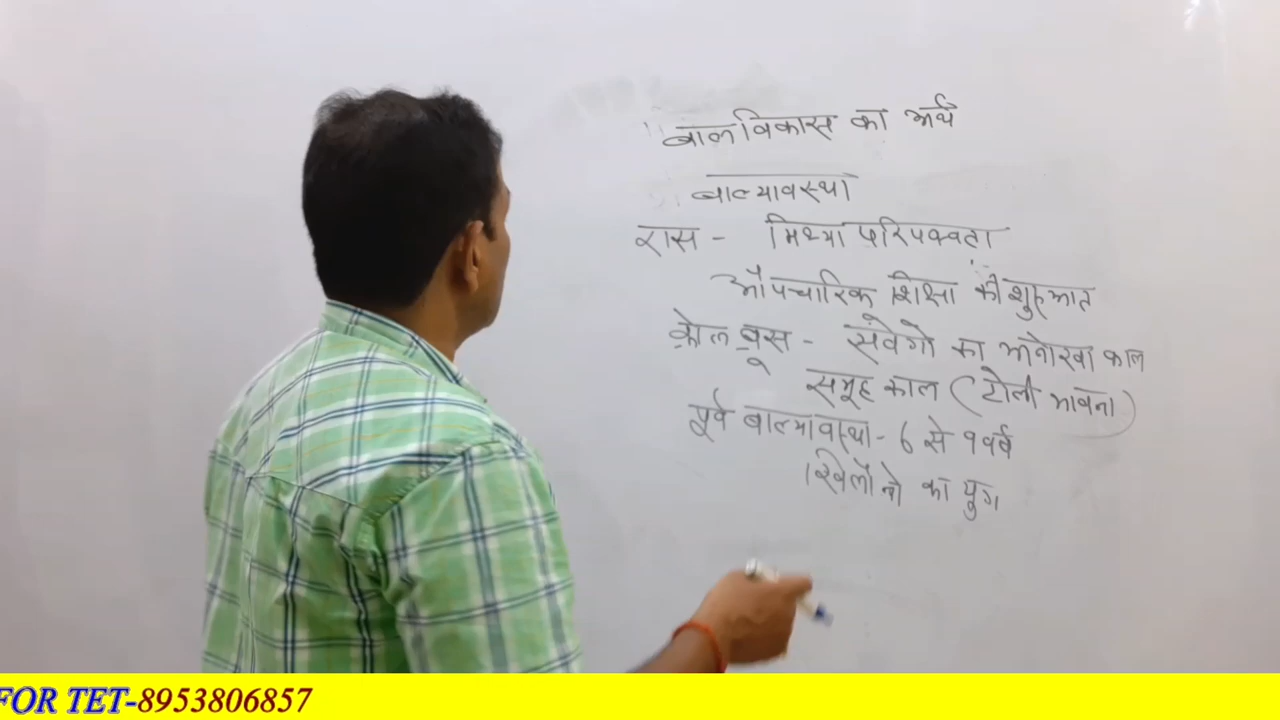 बालविकास का अर्थ
बाल्यावस्था
रास - मिथ्या परिपक्वता
औपचारिक शिक्षा की शुरुआत
कोल व्रूस - संवेगो का अनोखा काल
समूह काल (टोली भावना)
पूर्व बाल्यावस्था - 6 से 9 वर्ष
खिलौनो का युग
FOR TET-8953806857